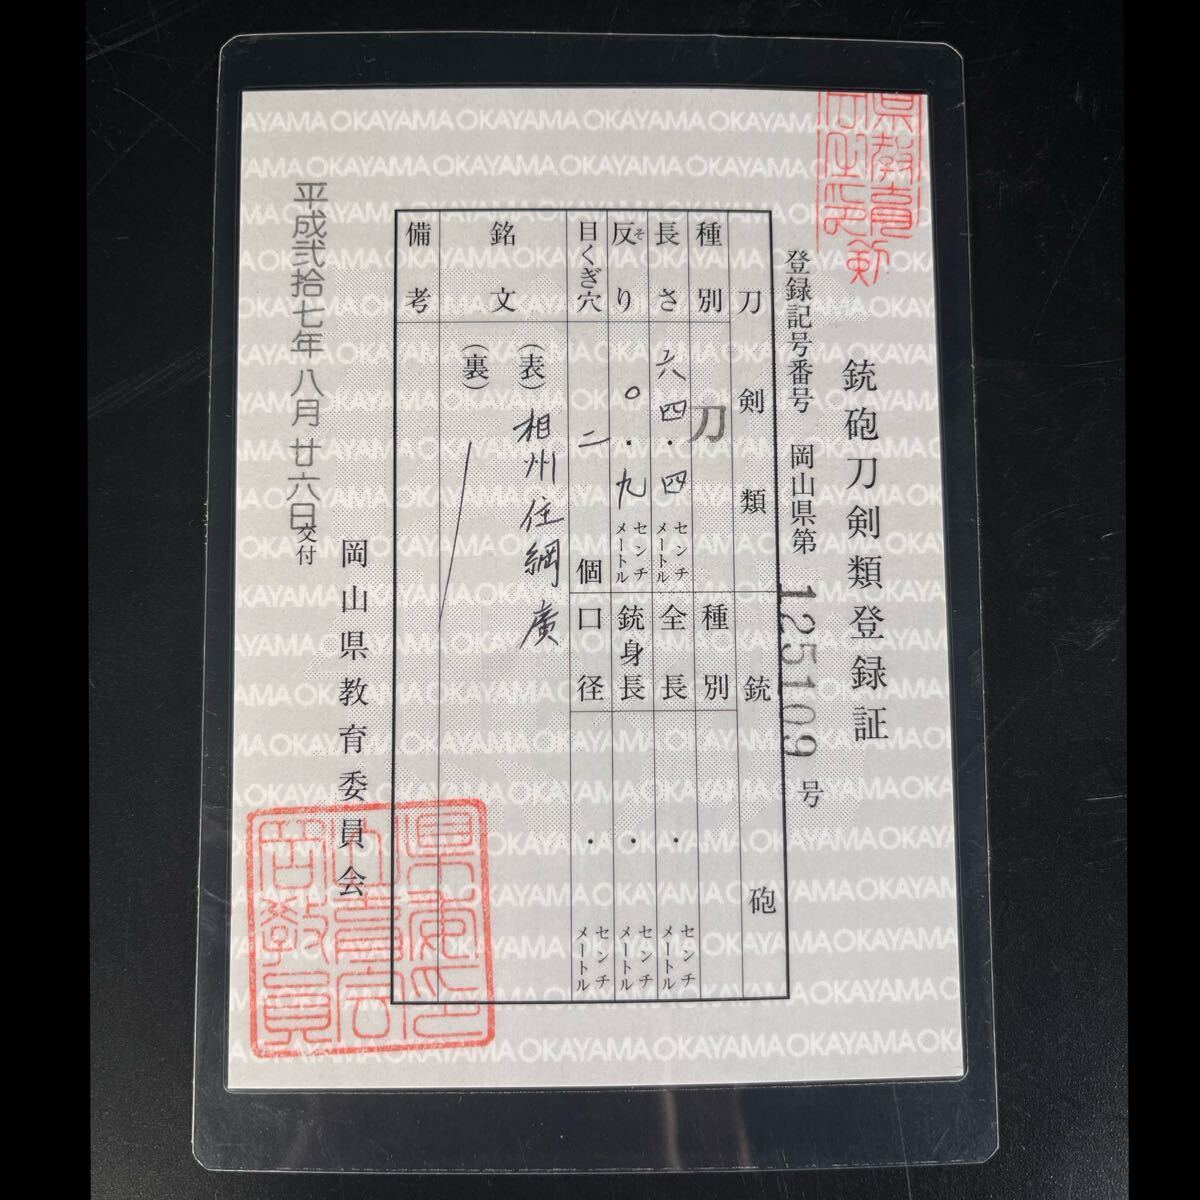 銃砲刀剣類登録証
登録記号番号 岡山県第 125109 号
刀剣類
種別 刀
長さ 六四.四 センチメートル
反り 〇.九 センチメートル
そ
目くぎ穴 二 個
銘文 (表) 相州住綱廣
(裏)
備考
銃砲
種別
全長 . センチメートル
銃身長 . センチメートル
口径 . センチメートル
平成弐拾七年八月廿六日交付
岡山県教育委員会
OKAYAMA